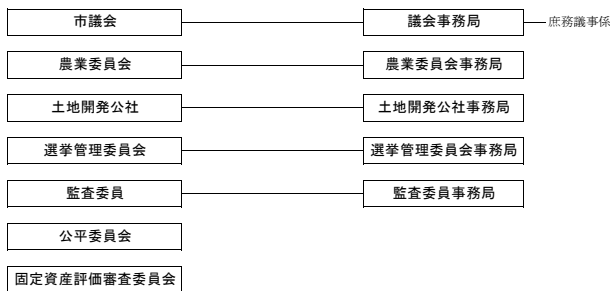 市議会 議会事務局 庶務議事係
農業委員会 農業委員会事務局
土地開発公社 土地開発公社事務局
選挙管理委員会 選挙管理委員会事務局
監査委員 監査委員事務局
公平委員会
固定資産評価審査委員会